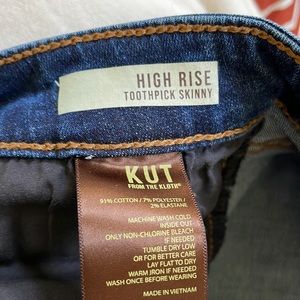 HIGH RISE
TOOTHPICK SKINNY
KUT
FROM THE KLOTH®
91% COTTON / 7% POLYESTER /
2% ELASTANE
MACHINE WASH COLD
INSIDE OUT
ONLY NON-CHLORINE BLEACH
IF NEEDED
TUMBLE DRY LOW
OR FOR BETTER CARE
LAY FLAT TO DRY
WARM IRON IF NEEDED
WASH ONCE BEFORE WEARING
MADE IN VIETNAM